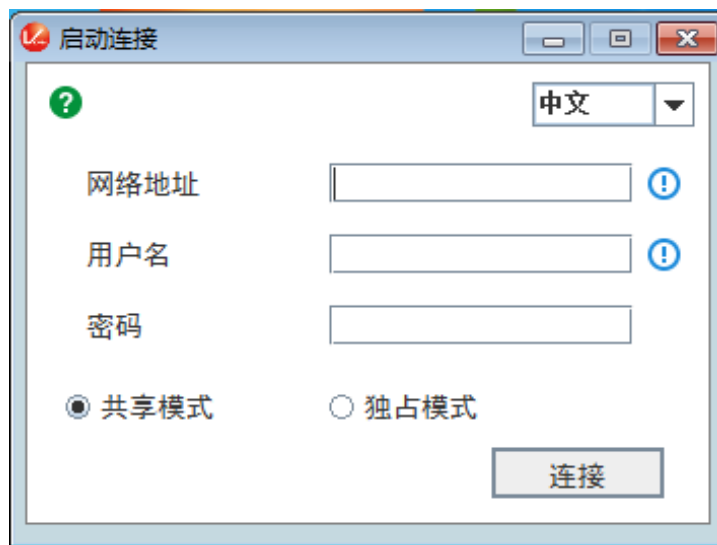 启动连接
中文
网络地址
用户名
密码
共享模式 独占模式
连接